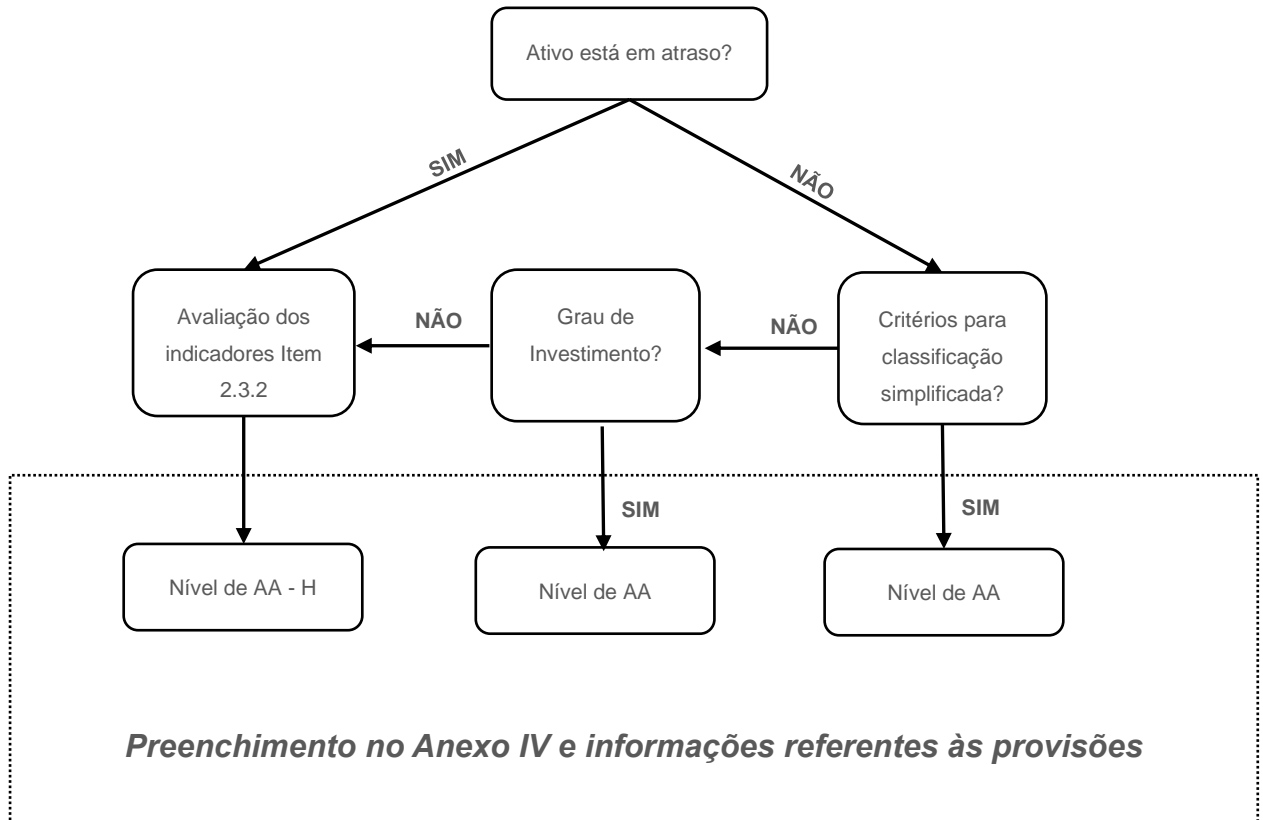 Ativo está em atraso?
SIM
NÃO
Avaliação dos
indicadores Item
2.3.2
NÃO
Grau de
Investimento?
NÃO
Critérios para
classificação
simplificada?
SIM
SIM
Nível de AA - H
Nível de AA
Nível de AA
Preenchimento no Anexo IV e informações referentes às provisões